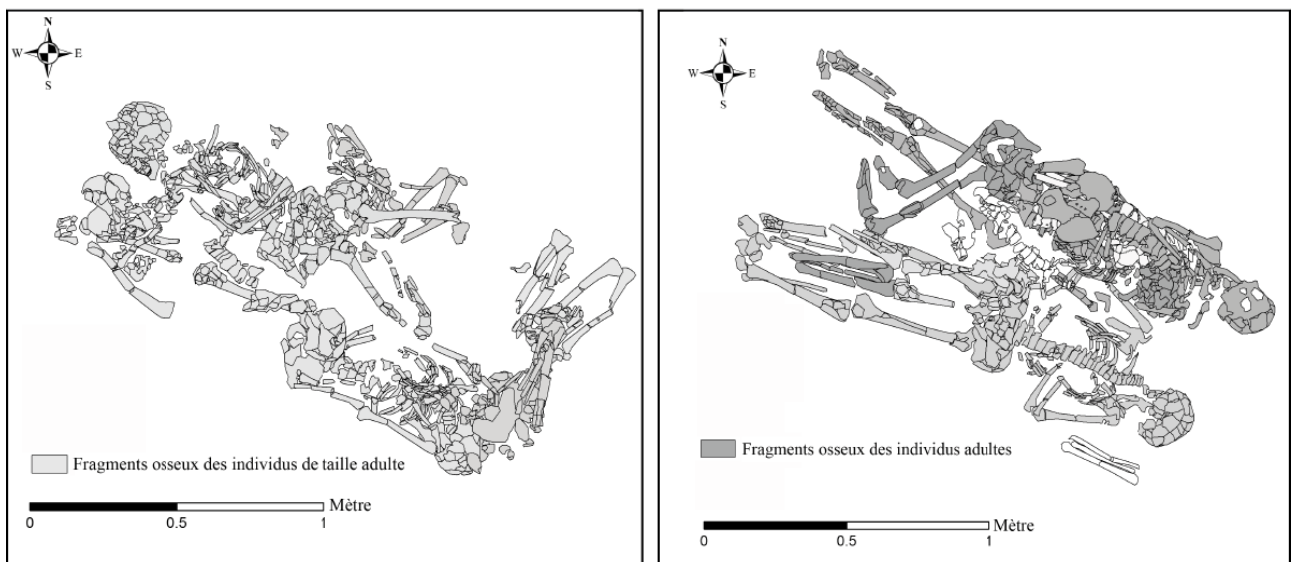 N
W E
S
Fragments osseux des individus de taille adulte
Mètre
0 0.5 1
N
W E
S
Fragments osseux des individus adultes
Mètre
0 0.5 1